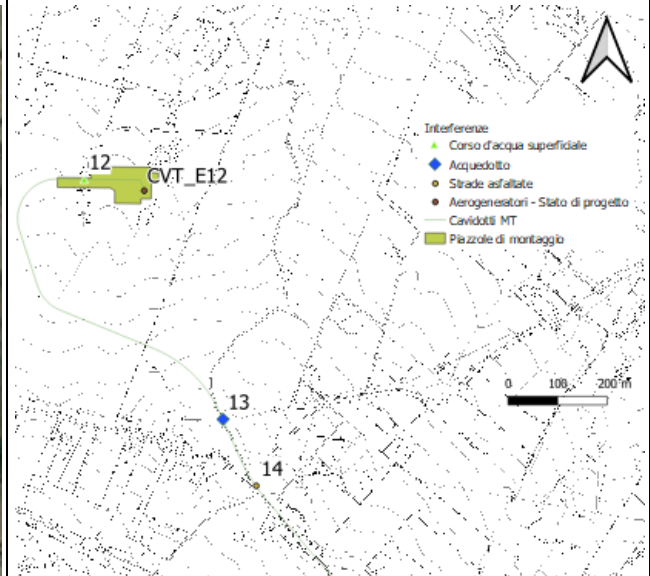 Interferenze
Corso d'acqua superficiale
Acquedotto
Strade asfaltate
Aerogeneratori - Stato di progetto
Cavidotti MT
Piazzole di montaggio
12
CVT_E12
0 100 200 m
13
14